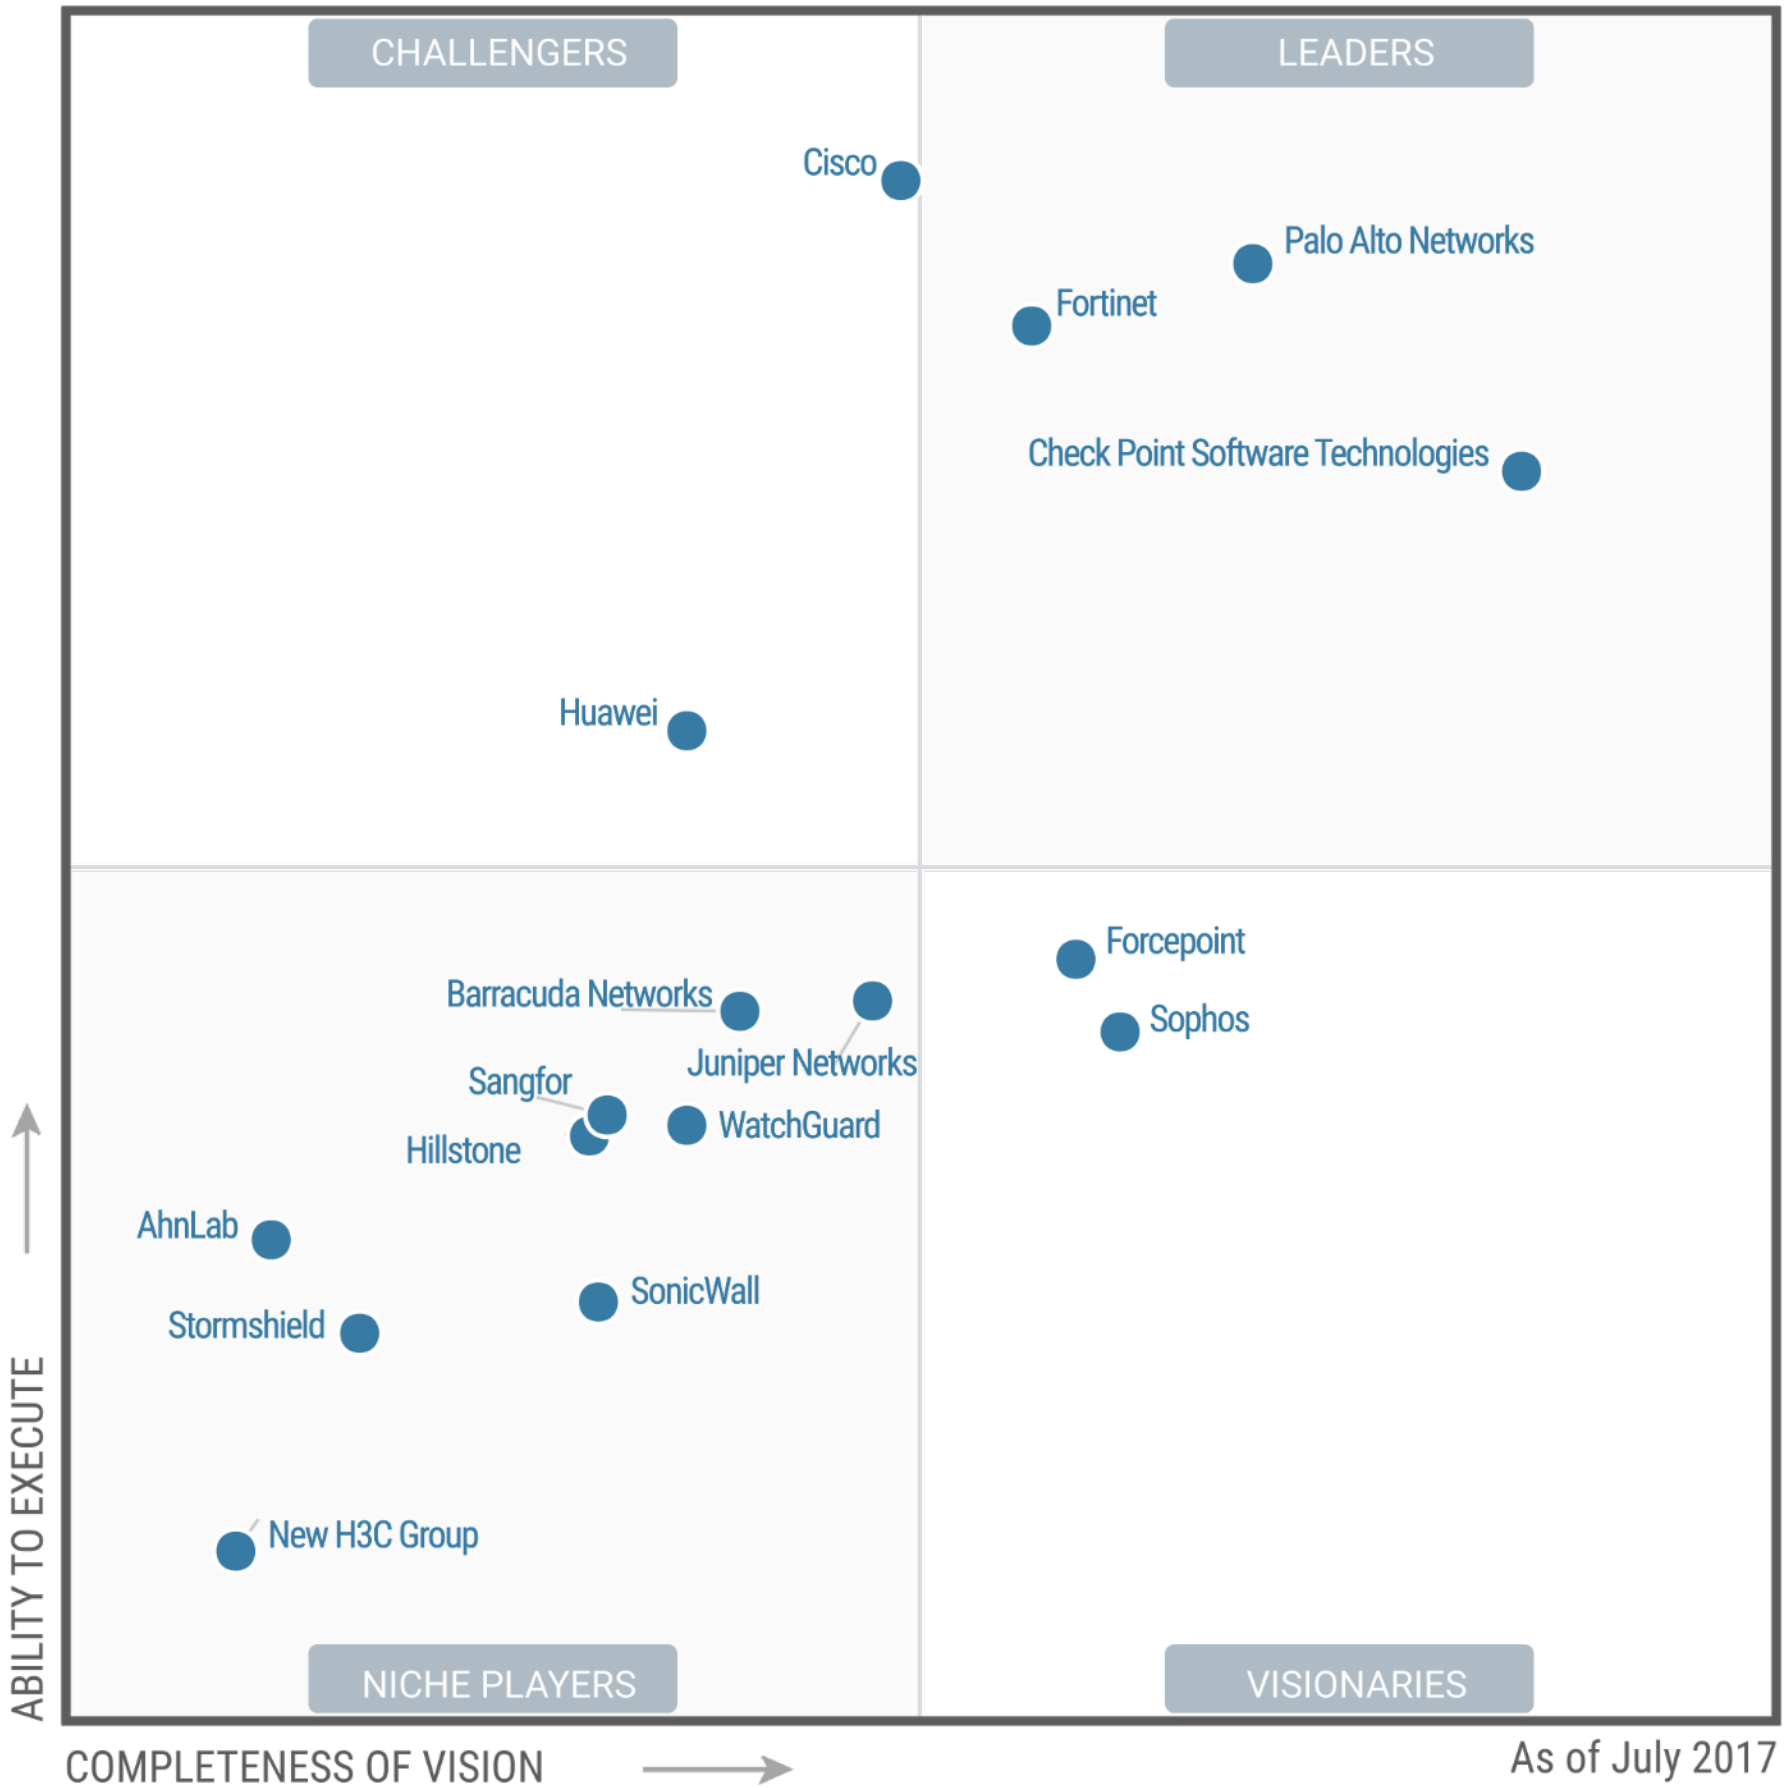 CHALLENGERS
LEADERS
Cisco
Palo Alto Networks
Fortinet
Check Point Software Technologies
Huawei
Forcepoint
Barracuda Networks
Sophos
Juniper Networks
Sangfor
WatchGuard
Hillstone
AhnLab
SonicWall
Stormshield
New H3C Group
NICHE PLAYERS
VISIONARIES
ABILITY TO EXECUTE
COMPLETENESS OF VISION
As of July 2017